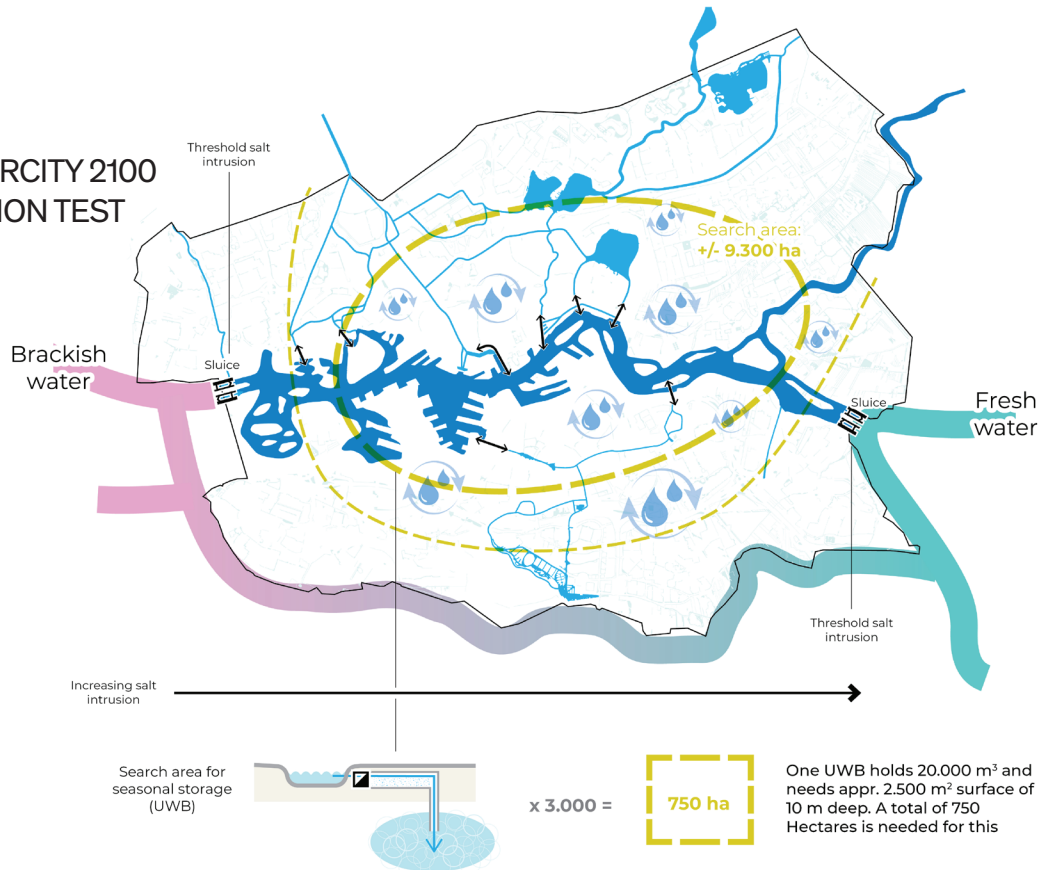 Threshold salt
intrusion
RCITY 2100
ION TEST
Search area:
+/- 9.300 ha
Brackish
water
Sluice
Sluice
Fresh
water
Threshold salt
intrusion
Increasing salt
intrusion
Search area for
seasonal storage
(UWB)
x 3.000 =
750 ha
One UWB holds 20.000 m³ and
needs appr. 2.500 m² surface of
10 m deep. A total of 750
Hectares is needed for this